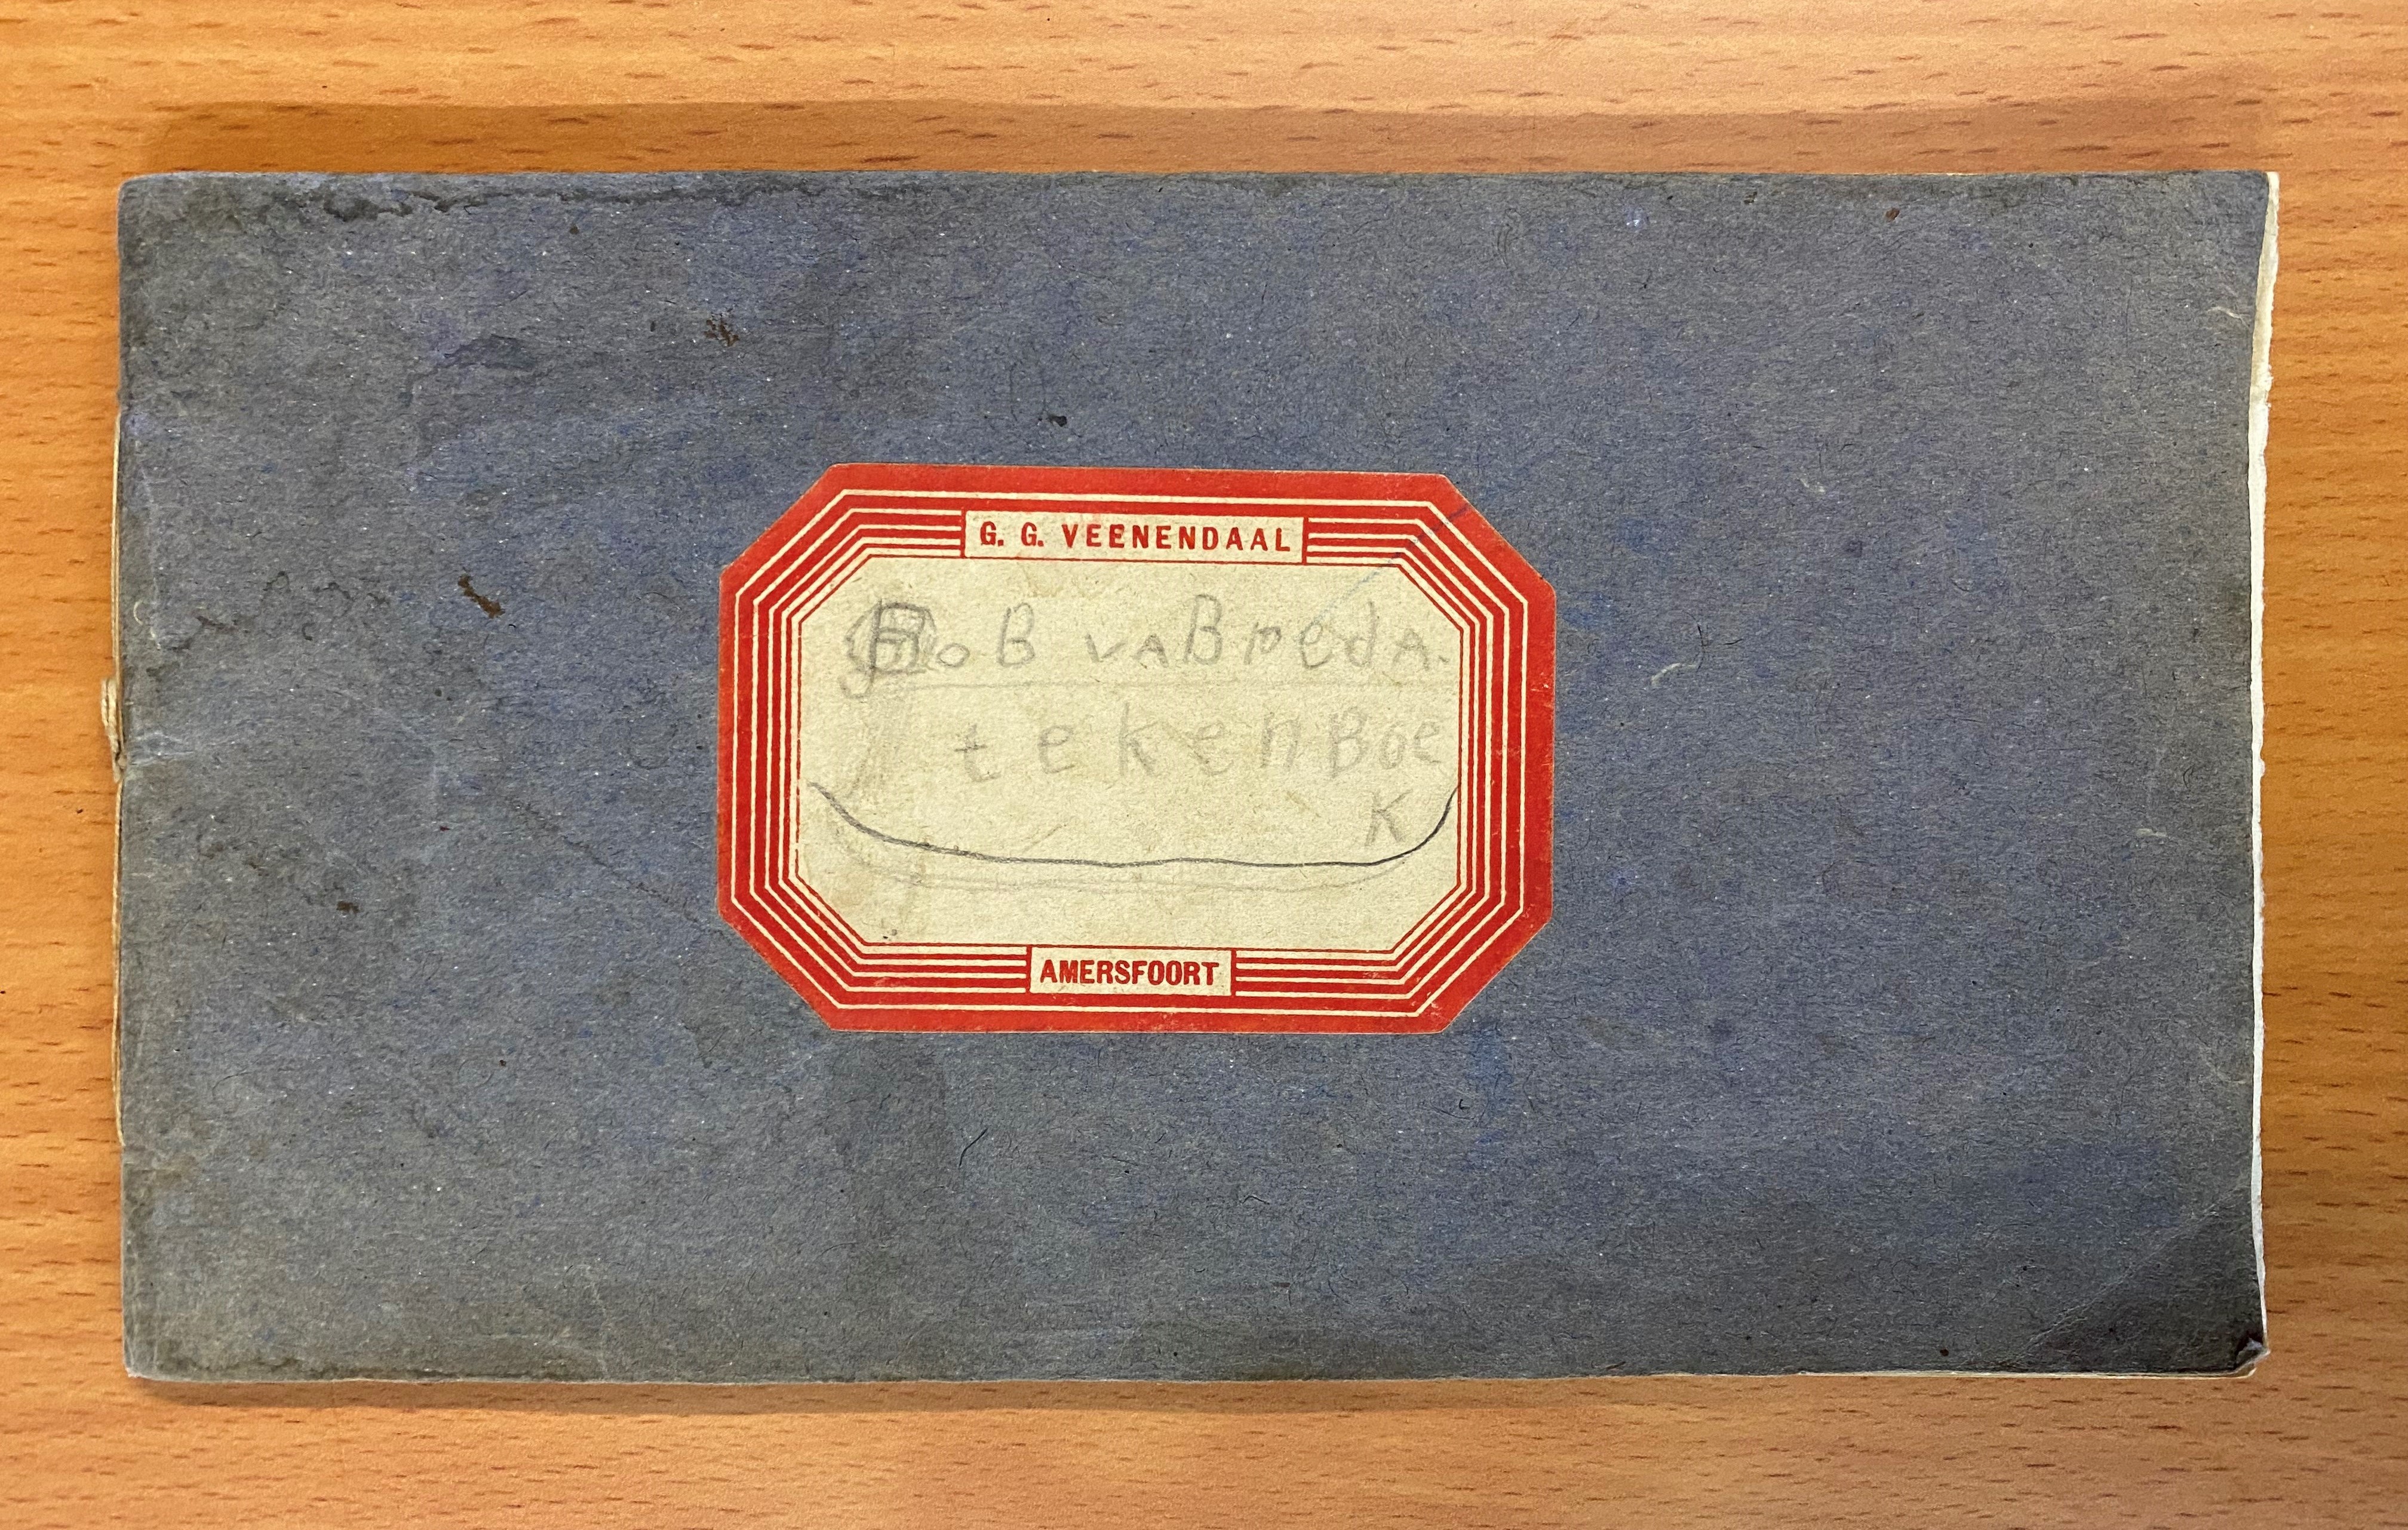 G. G. VEENENDAAL
BoB vABredA.
tekenBoe
K
AMERSFOORT